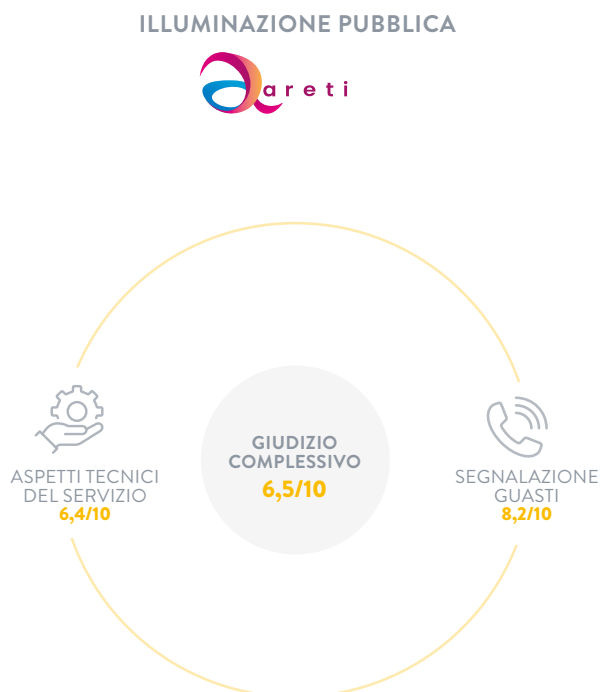 ILLUMINAZIONE PUBBLICA
areti
GIUDIZIO
COMPLESSIVO
6,5/10
ASPETTI TECNICI
DEL SERVIZIO
6,4/10
SEGNALAZIONE
GUASTI
8,2/10